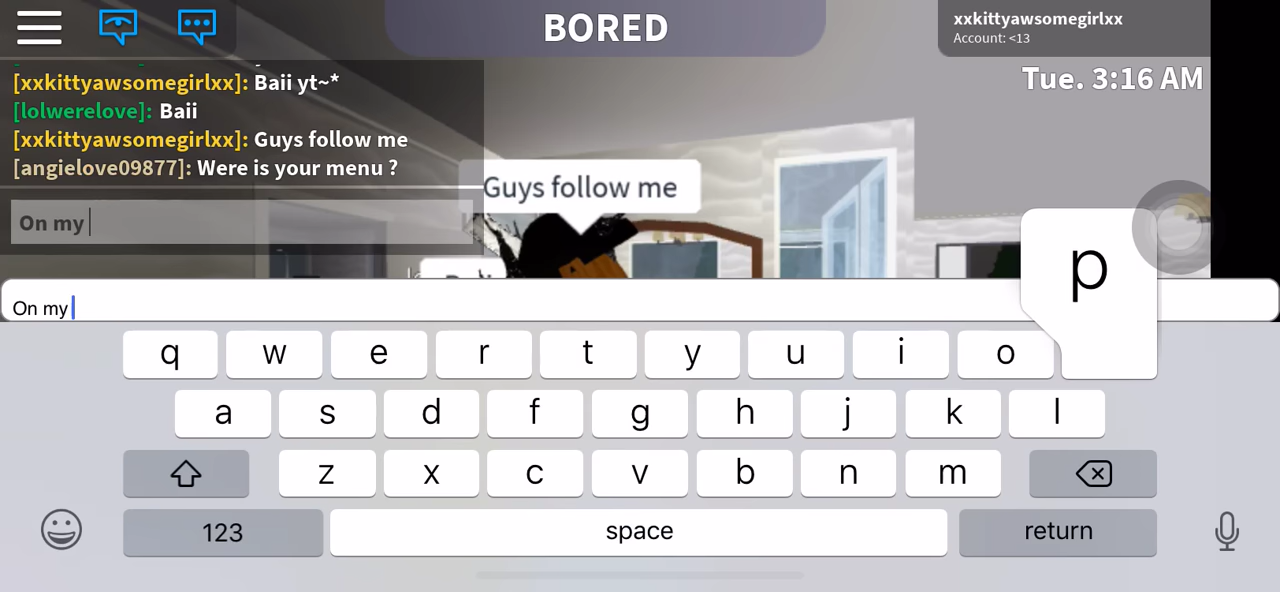 BORED
xxkittyawsomegirlxx
Account: <13
Tue. 3:16 AM
[xxkittyawsomegirlxx]: Baii yt~*
[lolwerelove]: Baii
[xxkittyawsomegirlxx]: Guys follow me
[angielove09877]: Were is your menu ?
Guys follow me
On my
On my
p
q w e r t y u i o
a s d f g h j k l
z x c v b n m
123 space return